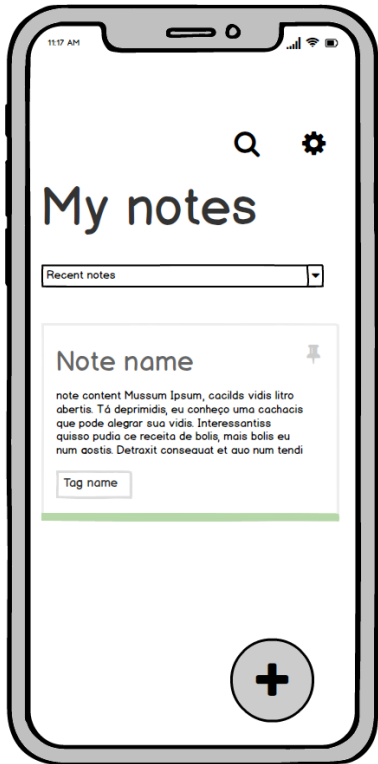 11:17 AM
My notes
Recent notes
Note name
note content Mussum Ipsum, cacilds vidis litro
abertis. Tá deprimidis, eu conheço uma cachacis
que pode alegrar sua vidis. Interessantiss
quisso pudia ce receita de bolis, mais bolis eu
num gostis. Detraxit consequat et quo num tendi
Tag name